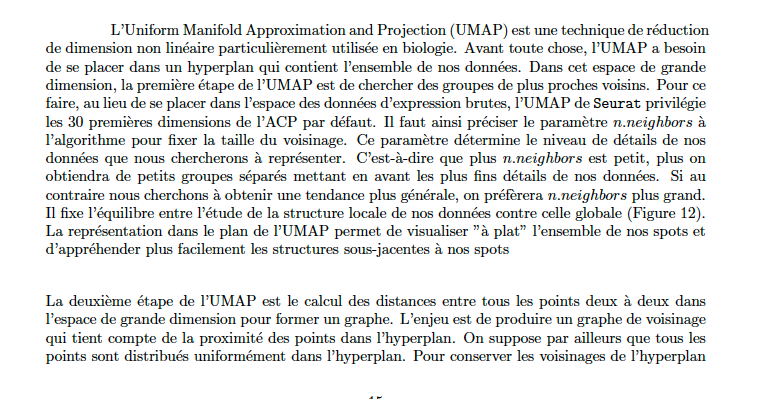 L’Uniform Manifold Approximation and Projection (UMAP) est une technique de réduction
de dimension non linéaire particulièrement utilisée en biologie. Avant toute chose, l’UMAP a besoin
de se placer dans un hyperplan qui contient l’ensemble de nos données. Dans cet espace de grande
dimension, la première étape de l’UMAP est de chercher des groupes de plus proches voisins. Pour ce
faire, au lieu de se placer dans l’espace des données d’expression brutes, l’UMAP de Seurat privilégie
les 30 premières dimensions de l’ACP par défaut. Il faut ainsi préciser le paramètre n.neighbors à
l’algorithme pour fixer la taille du voisinage. Ce paramètre détermine le niveau de détails de nos
données que nous chercherons à représenter. C’est-à-dire que plus n.neighbors est petit, plus on
obtiendra de petits groupes séparés mettant en avant les plus fins détails de nos données. Si au
contraire nous cherchons à obtenir une tendance plus générale, on préfèrera n.neighbors plus grand.
Il fixe l’équilibre entre l’étude de la structure locale de nos données contre celle globale (Figure 12).
La représentation dans le plan de l’UMAP permet de visualiser ”à plat” l’ensemble de nos spots et
d’appréhender plus facilement les structures sous-jacentes à nos spots
La deuxième étape de l’UMAP est le calcul des distances entre tous les points deux à deux dans
l’espace de grande dimension pour former un graphe. L’enjeu est de produire un graphe de voisinage
qui tient compte de la proximité des points dans l’hyperplan. On suppose par ailleurs que tous les
points sont distribués uniformément dans l’hyperplan. Pour conserver les voisinages de l’hyperplan